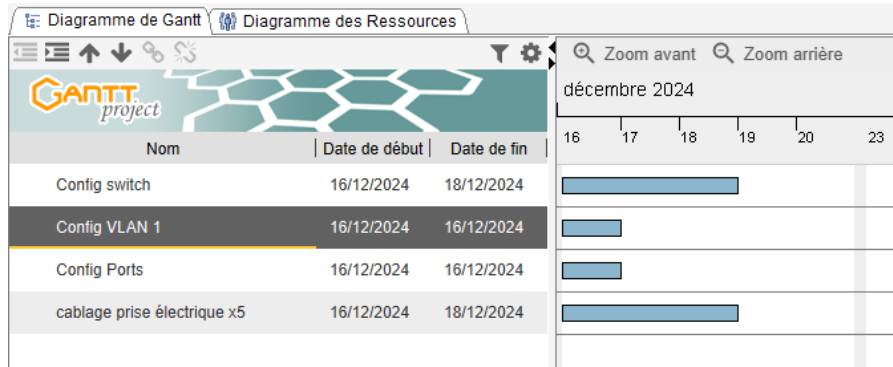 Diagramme de Gantt
Diagramme des Ressources
Zoom avant Zoom arrière
GANTT
project
décembre 2024
16 17 18 19 20 23
Nom Date de début Date de fin
Config switch 16/12/2024 18/12/2024
Config VLAN 1 16/12/2024 16/12/2024
Config Ports 16/12/2024 16/12/2024
cablage prise électrique x5 16/12/2024 18/12/2024